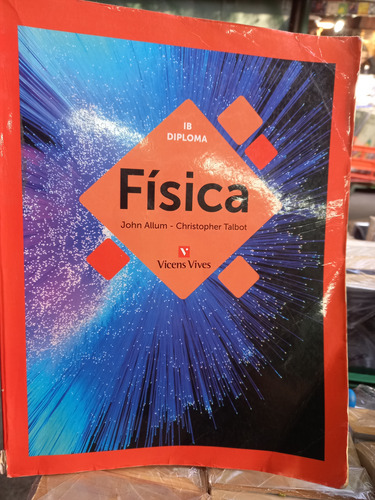 IB
DIPLOMA
Física
John Allum - Christopher Talbot
V
Vicens Vives